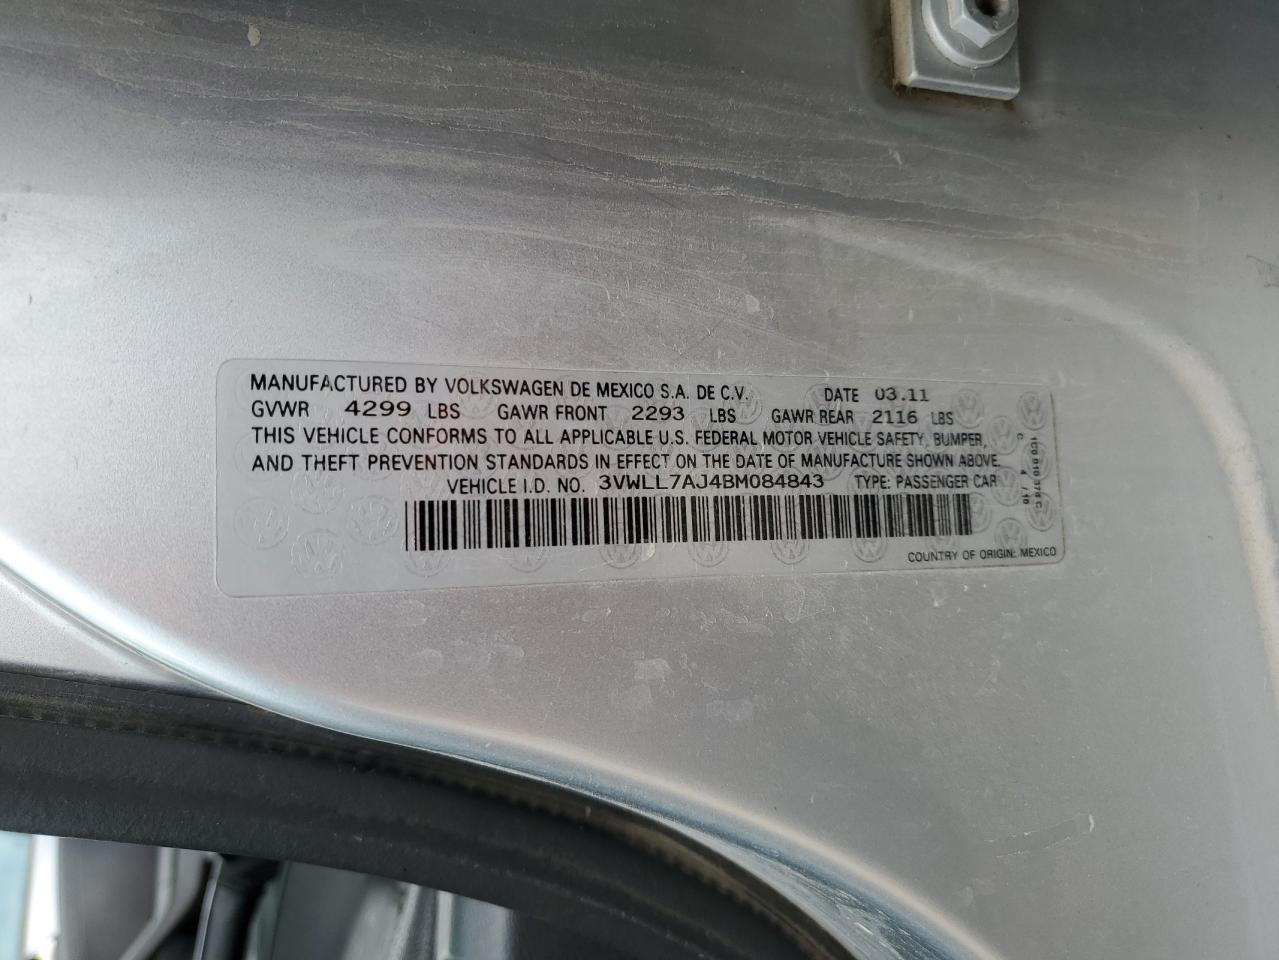 MANUFACTURED BY VOLKSWAGEN DE MEXICO S.A. DE C.V. DATE 03.11
GVWR 4299 LBS GAWR FRONT 2293 LBS GAWR REAR 2116 LBS
THIS VEHICLE CONFORMS TO ALL APPLICABLE U.S. FEDERAL MOTOR VEHICLE SAFETY, BUMPER,
AND THEFT PREVENTION STANDARDS IN EFFECT ON THE DATE OF MANUFACTURE SHOWN ABOVE.
VEHICLE I.D. NO. 3VWLL7AJ4BM084843 TYPE: PASSENGER CAR
COUNTRY OF ORIGIN: MEXICO